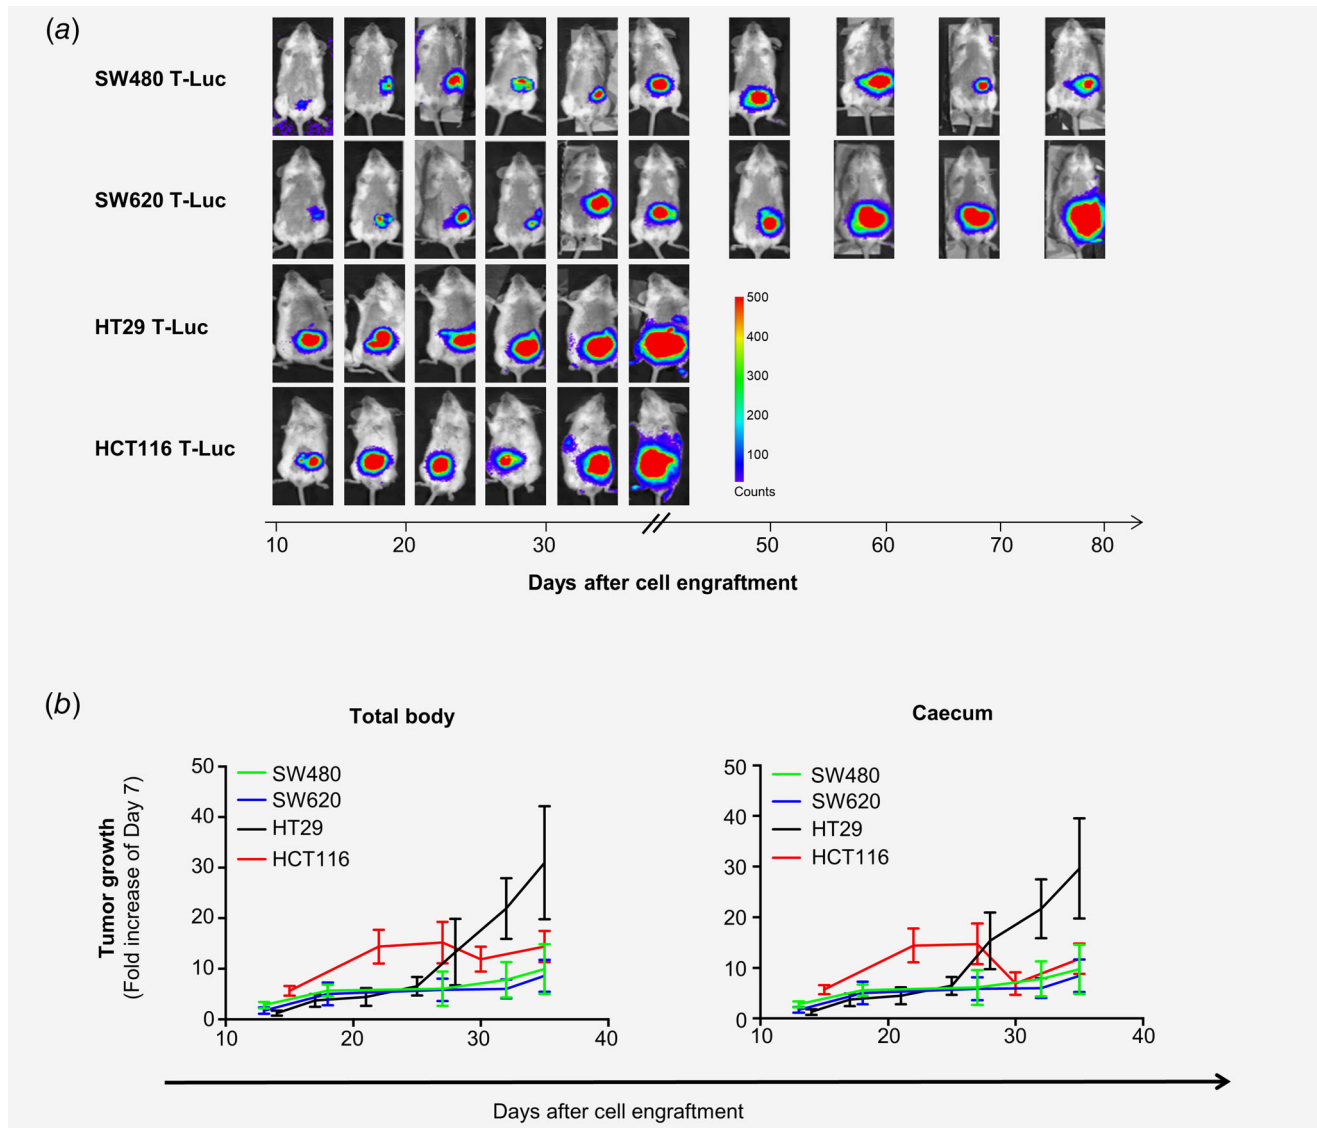 (a)
SW480 T-Luc
SW620 T-Luc
HT29 T-Luc
HCT116 T-Luc
500
400
300
200
100
Counts
10 20 30 50 60 70 80
Days after cell engraftment
(b)
Total body
Tumor growth
(Fold increase of Day 7)
50
40
30
20
10
0
SW480
SW620
HT29
HCT116
10 20 30 40
Caecum
50
40
30
20
10
0
SW480
SW620
HT29
HCT116
10 20 30 40
Days after cell engraftment